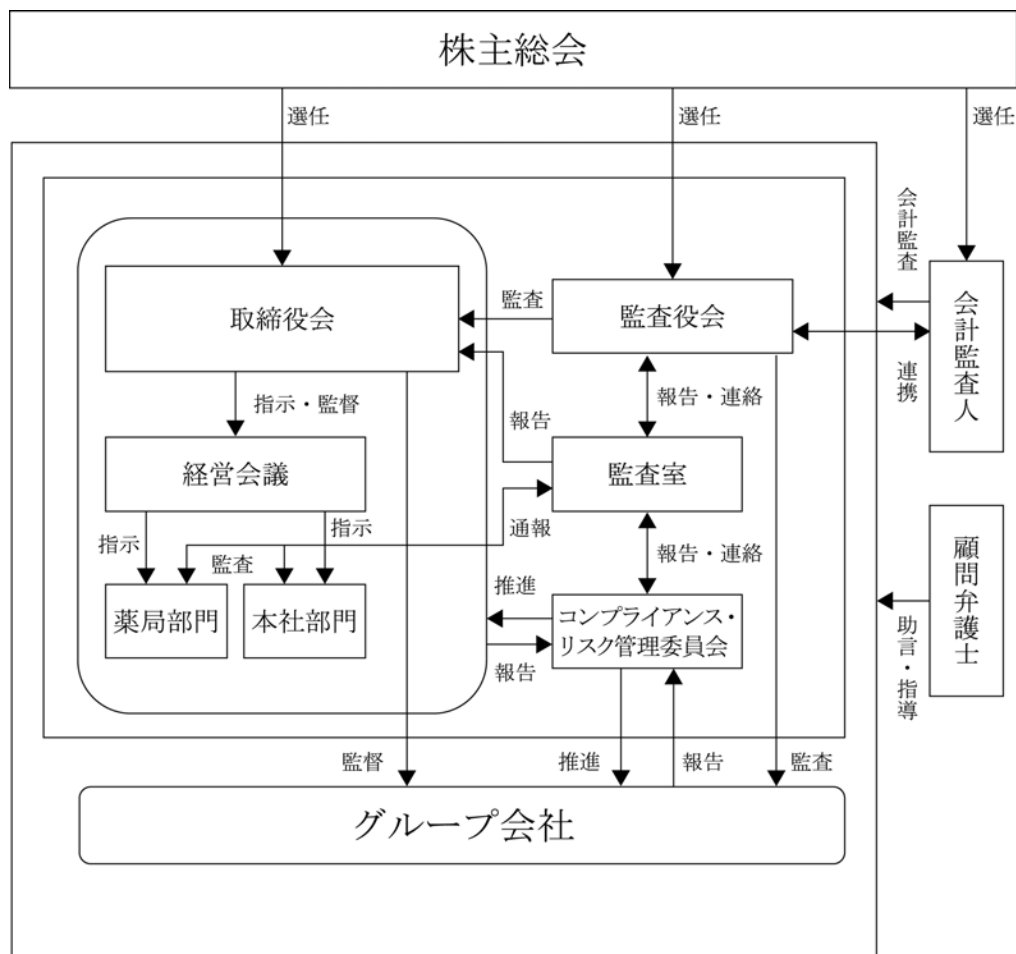 株主総会
選任
選任
選任
会計監査
取締役会
監査
監査役会
会計監査人
連携
指示・監督
報告
報告・連絡
経営会議
監査室
指示
指示
監査
通報
報告・連絡
顧問弁護士
薬局部門
本社部門
推進
コンプライアンス・
リスク管理委員会
報告
助言・指導
監督
推進
報告
監査
グループ会社